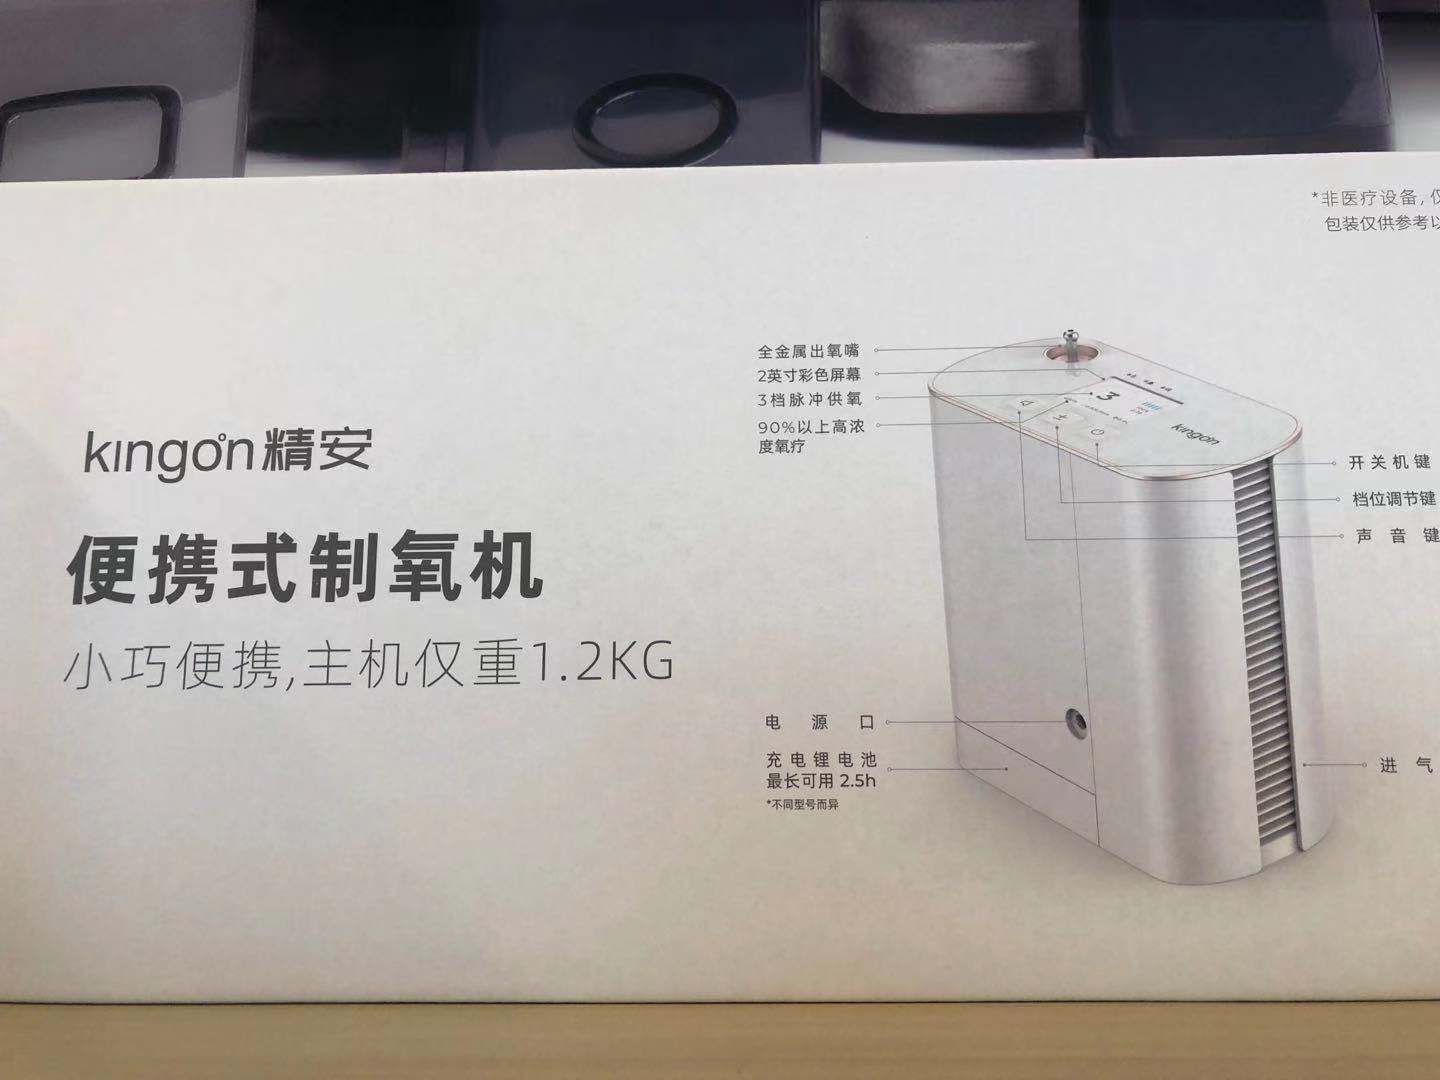 *非医疗设备,
包装仅供参考
全金属出氧嘴
2英寸彩色屏幕
3档脉冲供氧
90%以上高浓
度氧疗
3
kingon
开关机键
档位调节键
声音键
kingon精安
便携式制氧机
小巧便携,主机仅重1.2KG
电源口
充电锂电池
最长可用 2.5h
*不同型号而异
进气